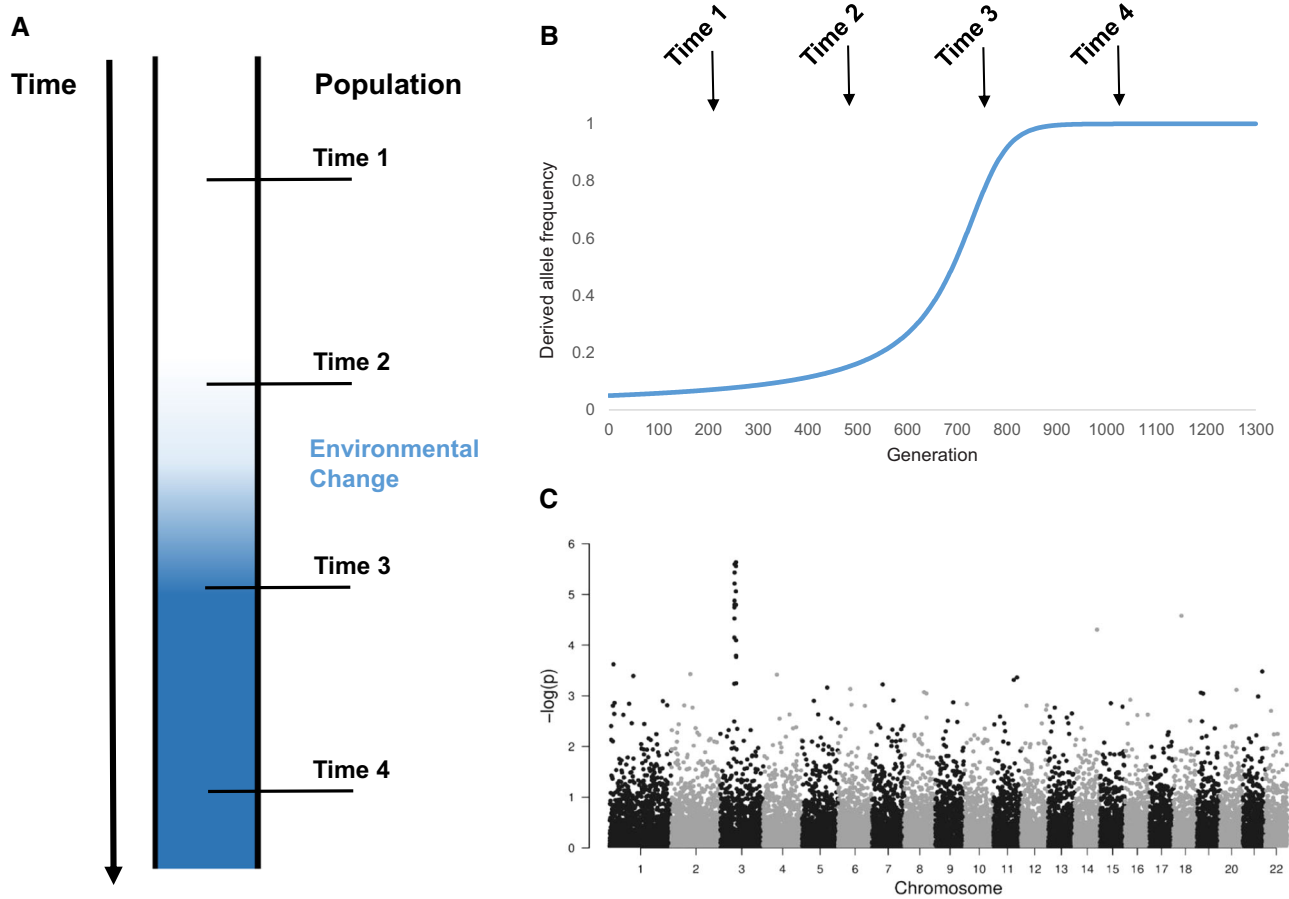 A
Time
Population
Time 1
Time 2
Environmental
Change
Time 3
Time 4
B
Time 1
Time 2
Time 3
Time 4
Derived allele frequency
1
0.8
0.6
0.4
0.2
0
0 100 200 300 400 500 600 700 800 900 1000 1100 1200 1300
Generation
C
−log(p)
6
5
4
3
2
1
0
1 2 3 4 5 6 7 8 9 10 11 12 13 14 15 16 17 18 20 22
Chromosome